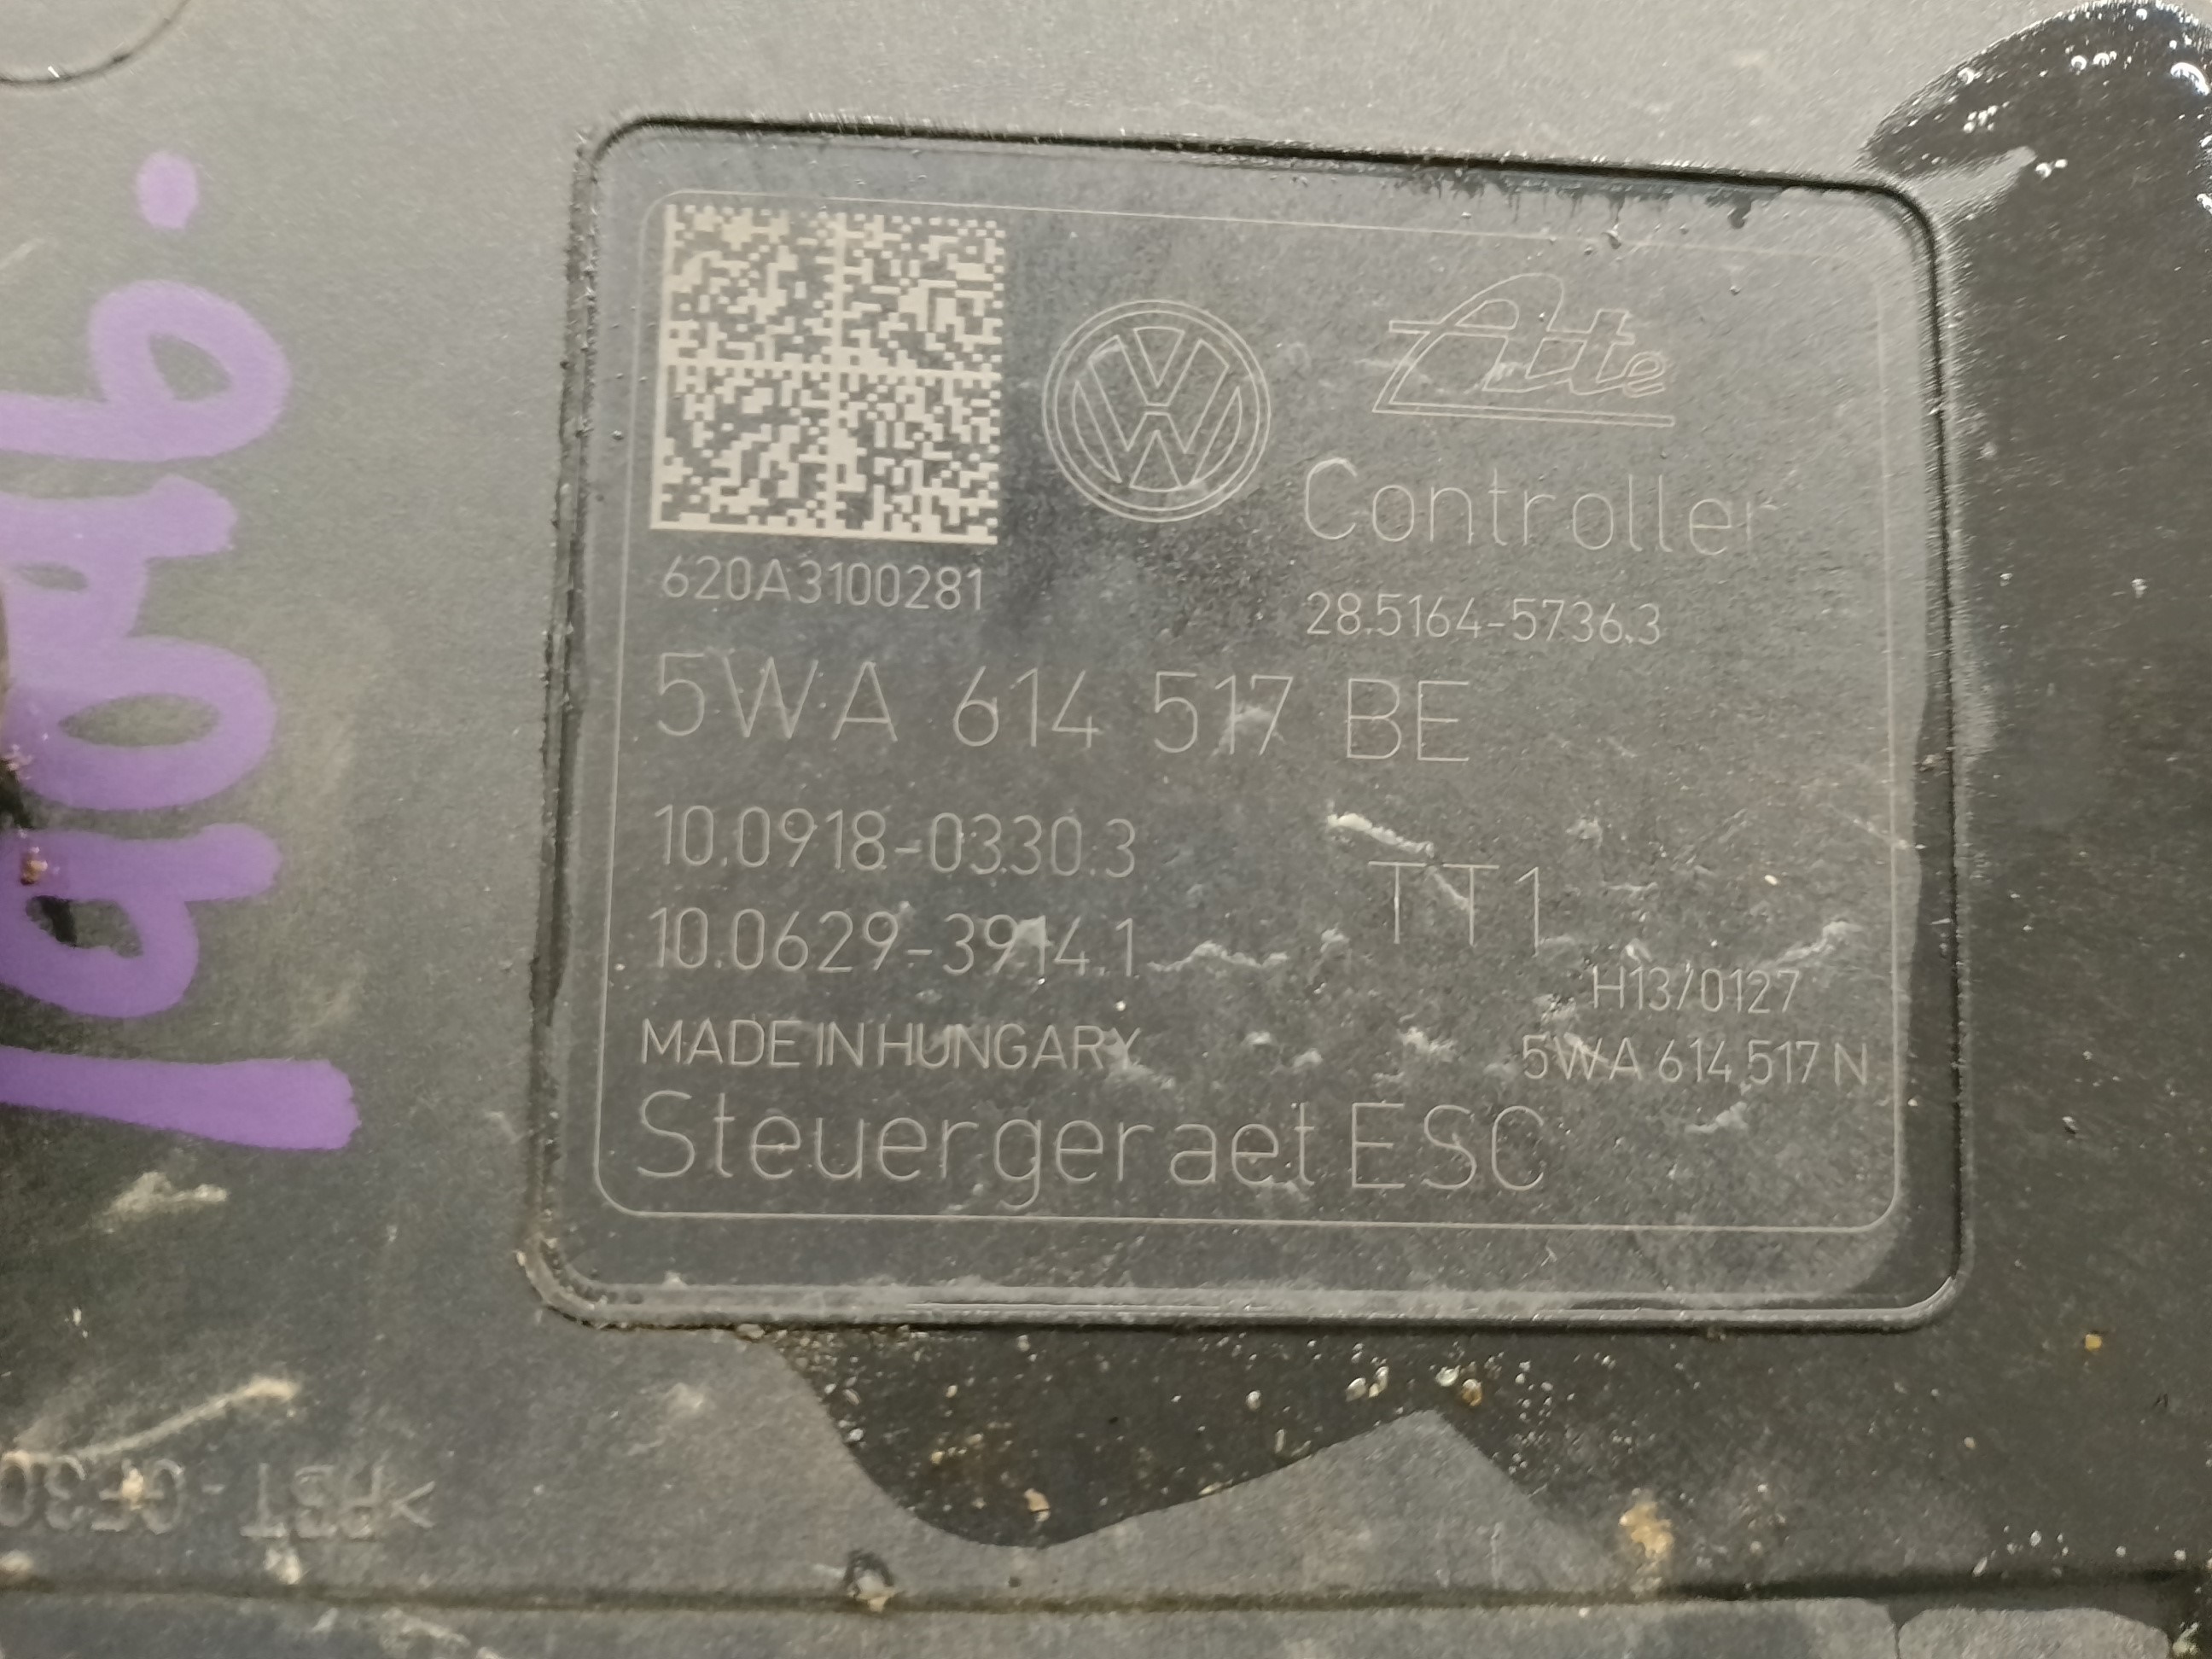 Ate
Controller
620A3100281
28.5164-5736.3
5WA 614 517 BE
10.0918-0330.3
10.0629-3914.1
TT1
H13/0127
MADE IN HUNGARY
5WA 614 517 N
Steuergeraet ESC